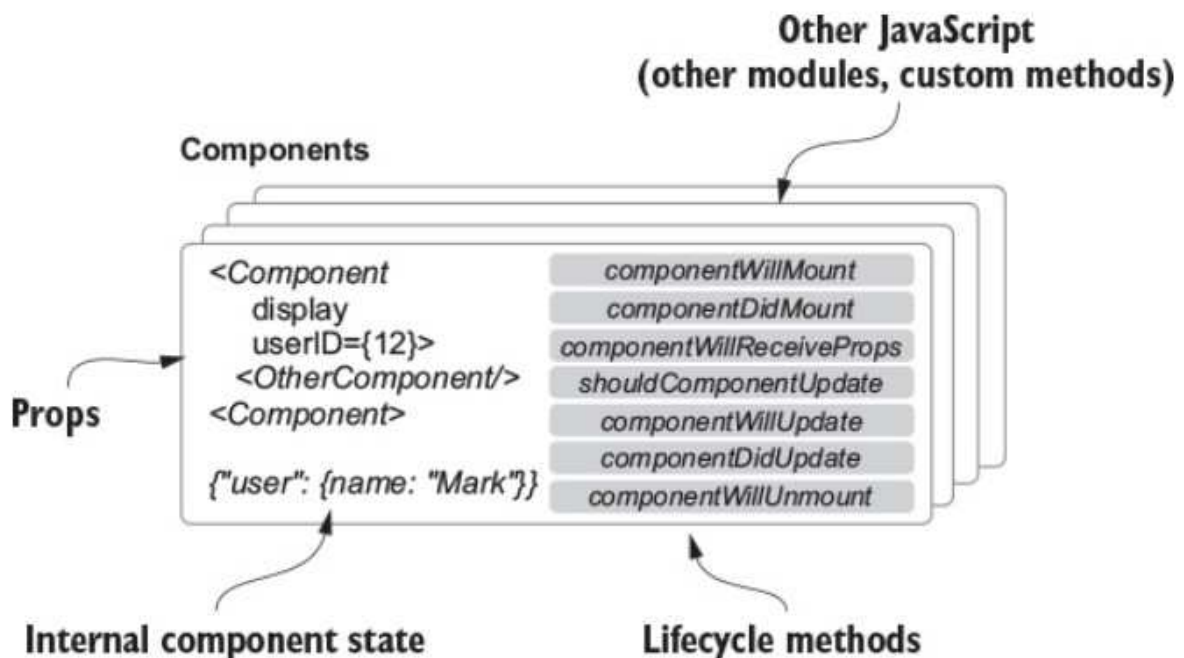 Other JavaScript
(other modules, custom methods)
Components
<Component
display
userID={12}>
<OtherComponent/>
<Component>
{"user": {name: "Mark"}}
componentWillMount
componentDidMount
componentWillReceiveProps
shouldComponentUpdate
componentWillUpdate
componentDidUpdate
componentWillUnmount
Props
Internal component state
Lifecycle methods